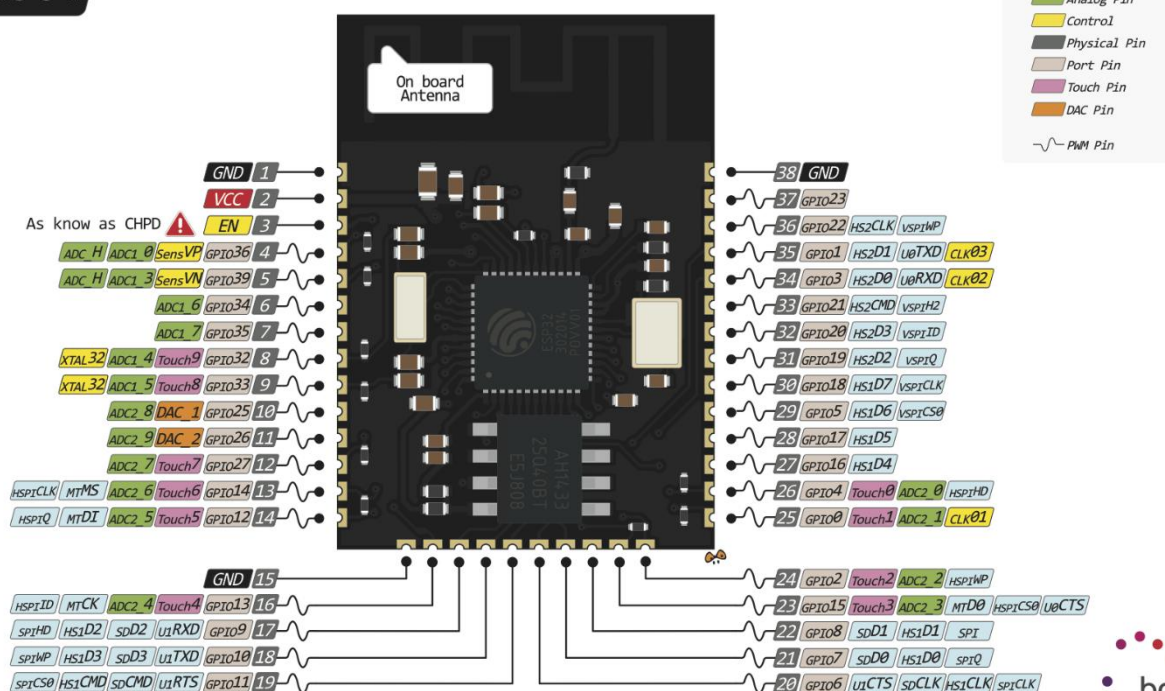 Analog Pin
Control
Physical Pin
Port Pin
Touch Pin
DAC Pin
PWM Pin
On board
Antenna
GND 1
VCC 2
As know as CHPD EN 3
ADC_H ADC1_0 SensVP GPIO36 4
ADC_H ADC1_3 SensVN GPIO39 5
ADC1_6 GPIO34 6
ADC1_7 GPIO35 7
XTAL32 ADC1_4 Touch9 GPIO32 8
XTAL32 ADC1_5 Touch8 GPIO33 9
ADC2_8 DAC_1 GPIO25 10
ADC2_9 DAC_2 GPIO26 11
ADC2_7 Touch7 GPIO27 12
HSPICLK MTMS ADC2_6 Touch6 GPIO14 13
HSPIQ MTDI ADC2_5 Touch5 GPIO12 14
GND 15
HSPIID MTCK ADC2_4 Touch4 GPIO13 16
SPIHD HS1D2 SDD2 U1RXD GPIO9 17
SPIWP HS1D3 SDD3 U1TXD GPIO10 18
SPICS0 HS1CMD SDCMD U1RTS GPIO11 19
38 GND
37 GPIO23
36 GPIO22 HS2CLK VSPIWP
35 GPIO1 HS2D1 U0TXD CLK03
34 GPIO3 HS2D0 U0RXD CLK02
33 GPIO21 HS2CMD VSPIH2
32 GPIO20 HS2D3 VSPIID
31 GPIO19 HS2D2 VSPIQ
30 GPIO18 HS1D7 VSPICLK
29 GPIO5 HS1D6 VSPICS0
28 GPIO17 HS1D5
27 GPIO16 HS1D4
26 GPIO4 Touch0 ADC2_0 HSPIHD
25 GPIO0 Touch1 ADC2_1 CLK01
24 GPIO2 Touch2 ADC2_2 HSPIWP
23 GPIO15 Touch3 ADC2_3 MTD0 HSPICS0 U0CTS
22 GPIO8 SDD1 HS1D1 SPI
21 GPIO7 SDD0 HS1D0 SPIQ
20 GPIO6 U1CTS SDCLK HS1CLK SPICLK
ESP32
AH1433
25Q40BT
E5J808